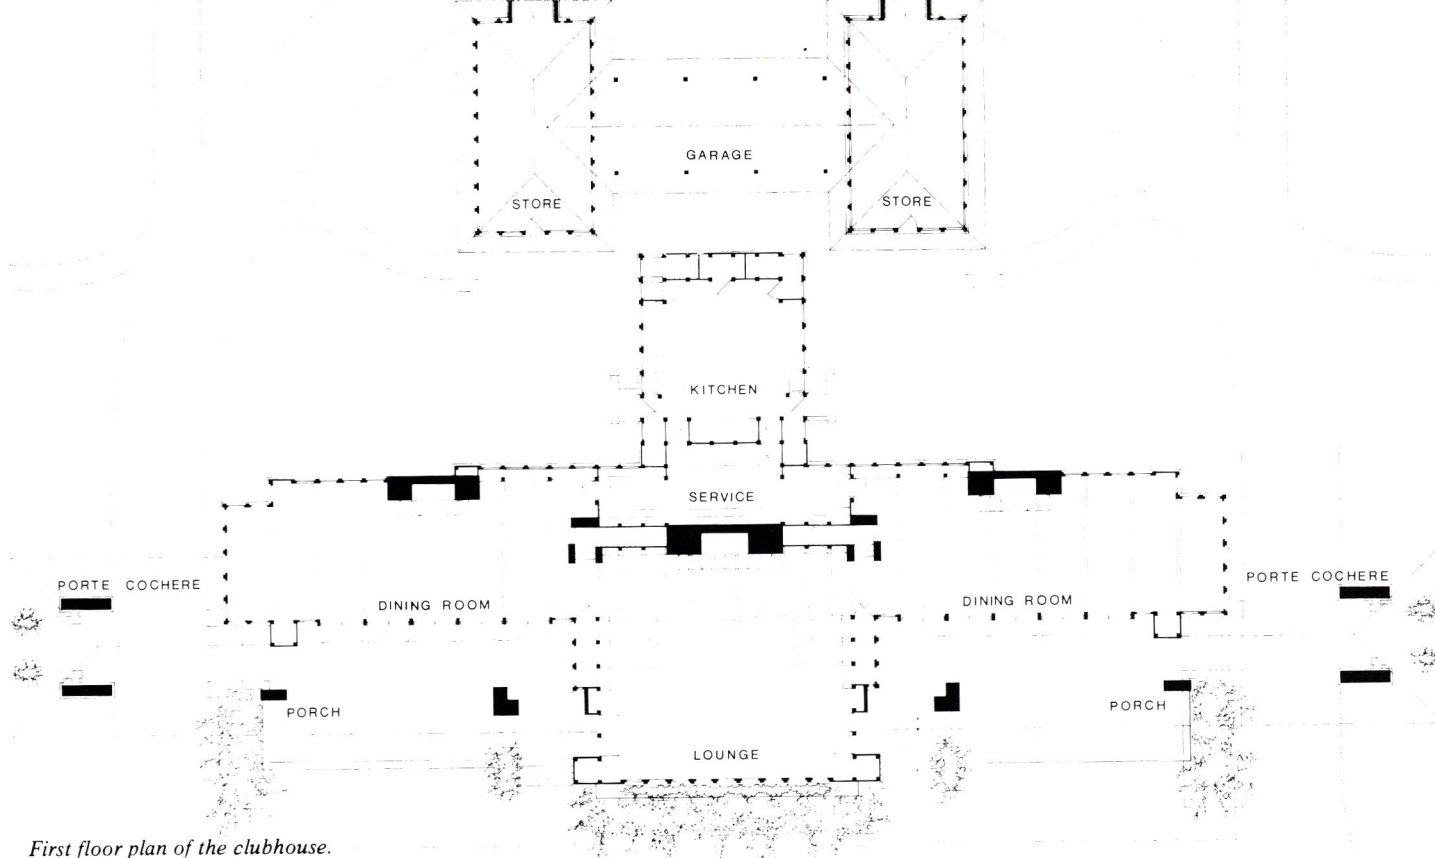 GARAGE
STORE
STORE
KITCHEN
SERVICE
PORTE COCHERE
PORTE COCHERE
DINING ROOM
DINING ROOM
PORCH
PORCH
LOUNGE
First floor plan of the clubhouse.